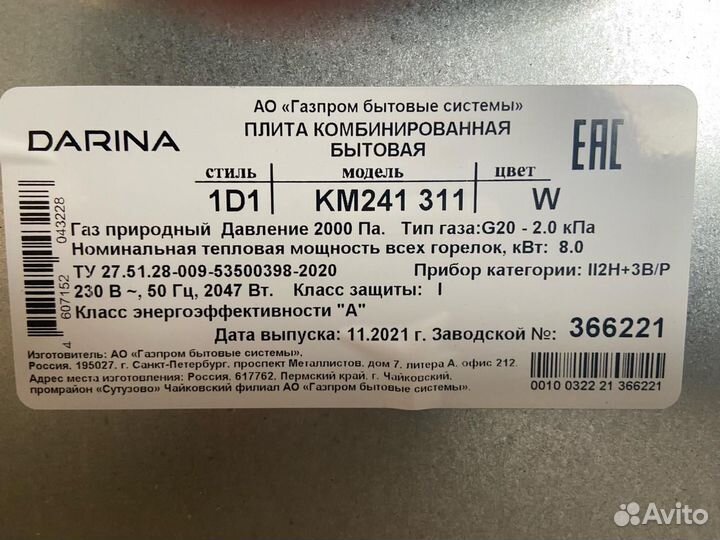 АО «Газпром бытовые системы»
DARINA
ПЛИТА КОМБИНИРОВАННАЯ
БЫТОВАЯ
EAC
стиль модель цвет
1D1 KM241 311 W
Газ природный Давление 2000 Па. Тип газа:G20 - 2.0 кПа
Номинальная тепловая мощность всех горелок, кВт: 8.0
ТУ 27.51.28-009-53500398-2020 Прибор категории: II2H+3B/P
230 В ~, 50 Гц, 2047 Вт. Класс защиты: I
Класс энергоэффективности "А"
Дата выпуска: 11.2021 г. Заводской №: 366221
4 607152 043228
Изготовитель: АО «Газпром бытовые системы».
Россия. 195027. г. Санкт-Петербург. проспект Металлистов. дом 7. литера А. офис 212.
Адрес места изготовления: Россия, 617762. Пермский край. г. Чайковский.
промрайон «Сутузово» Чайковский филиал АО «Газпром бытовые системы».
0010 0322 21 366221
Avito